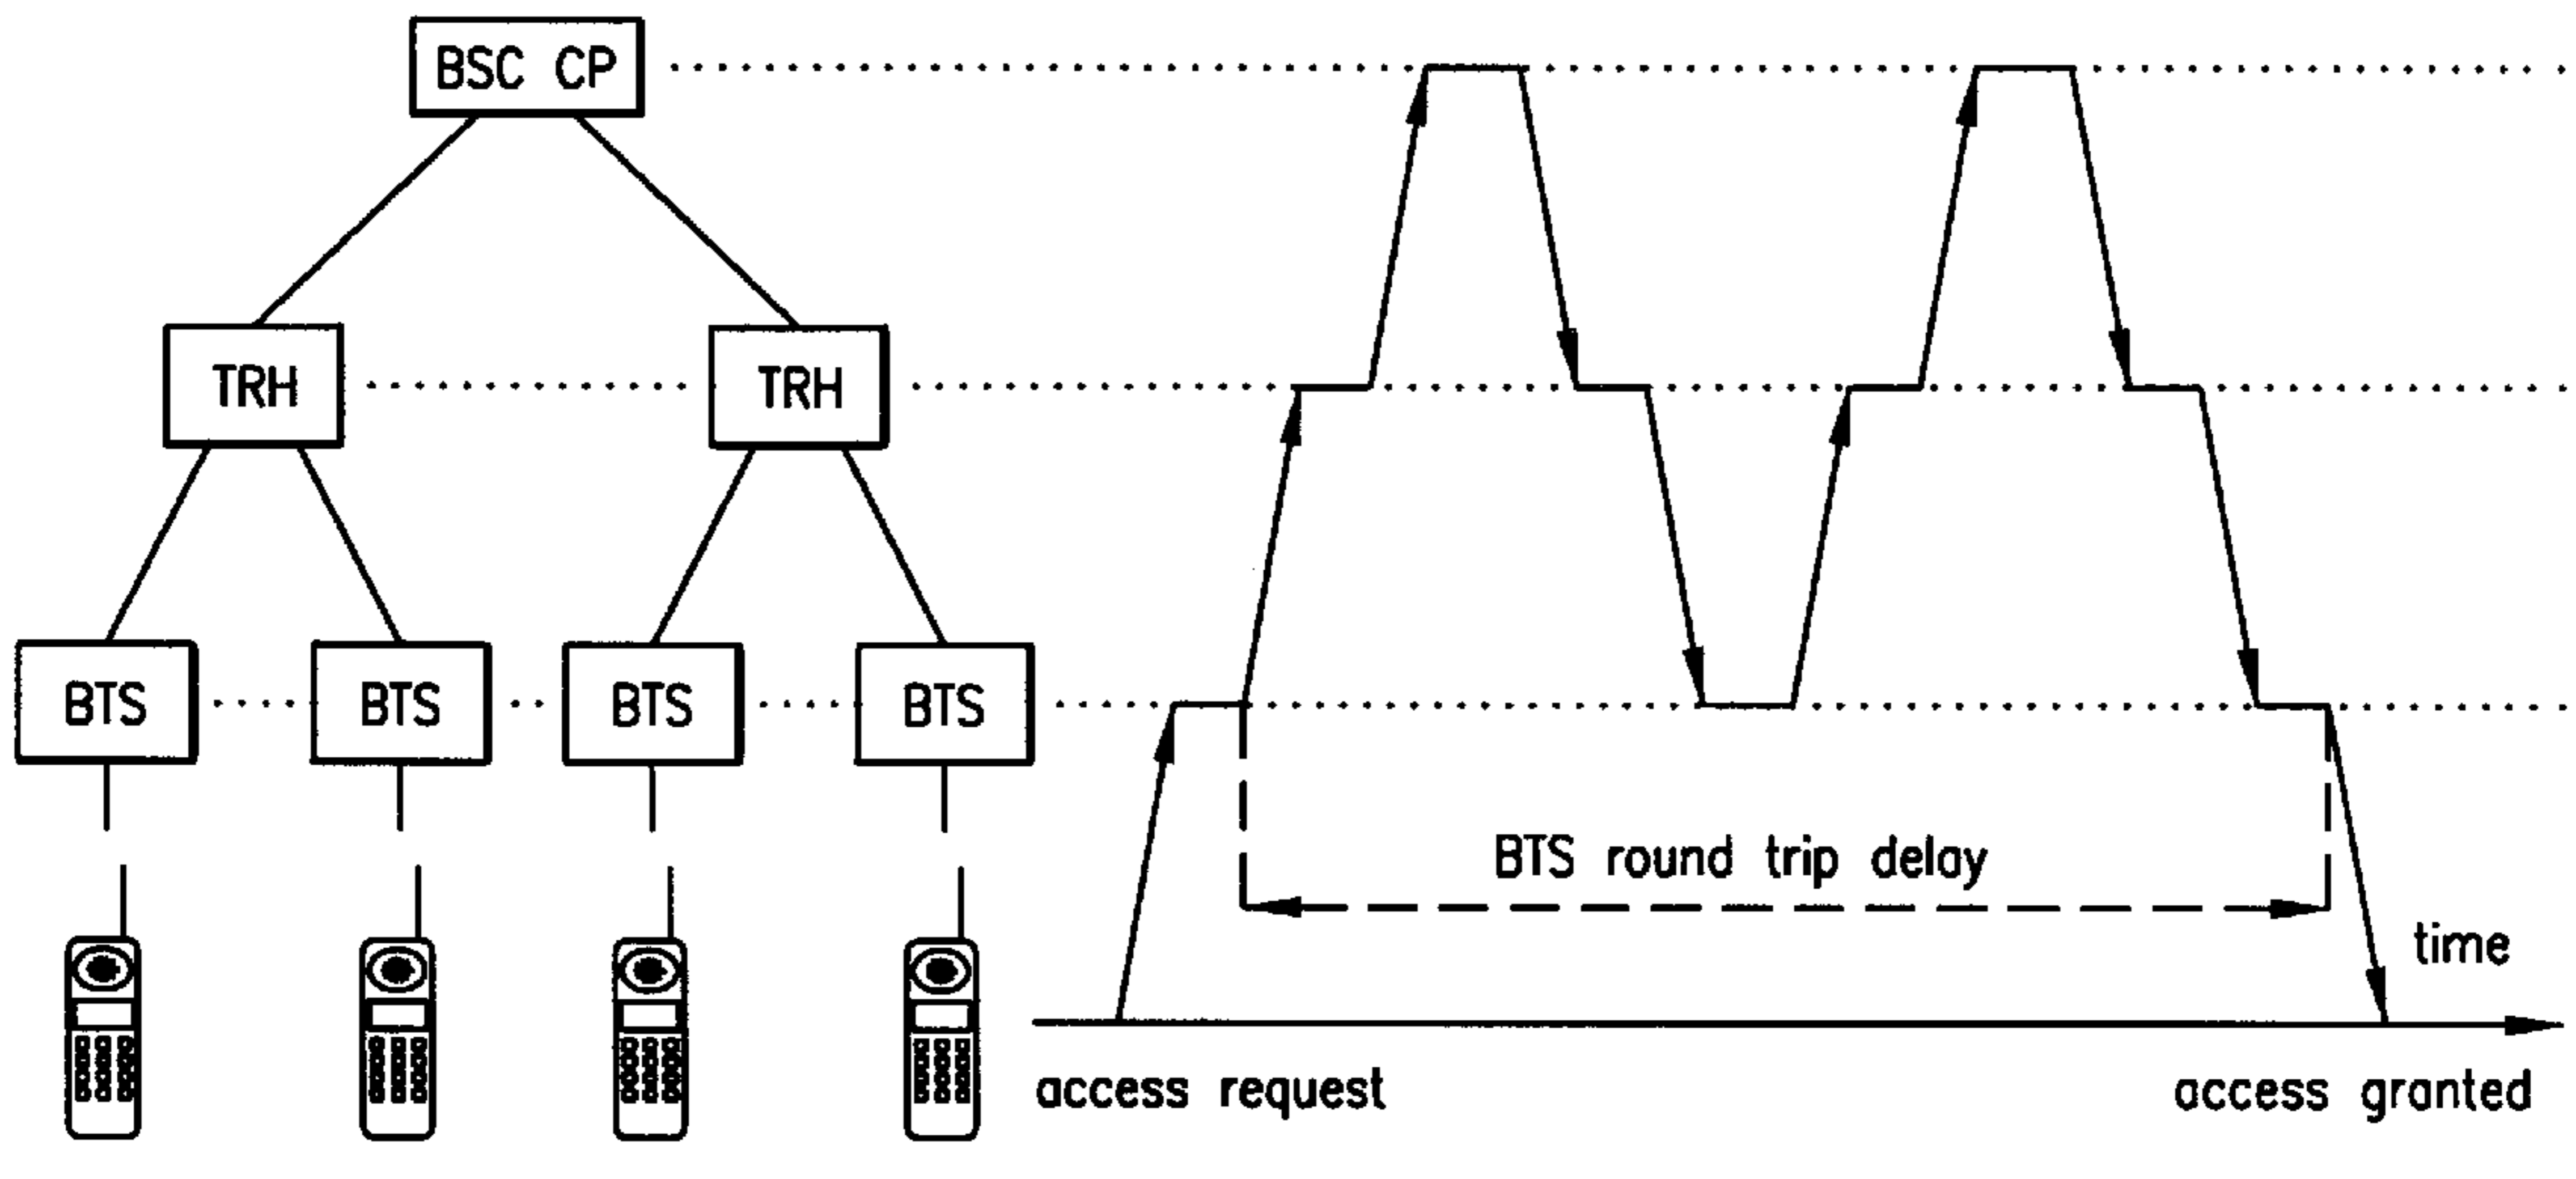 BSC CP
TRH TRH
BTS BTS BTS BTS
BTS round trip delay
time
access request access granted